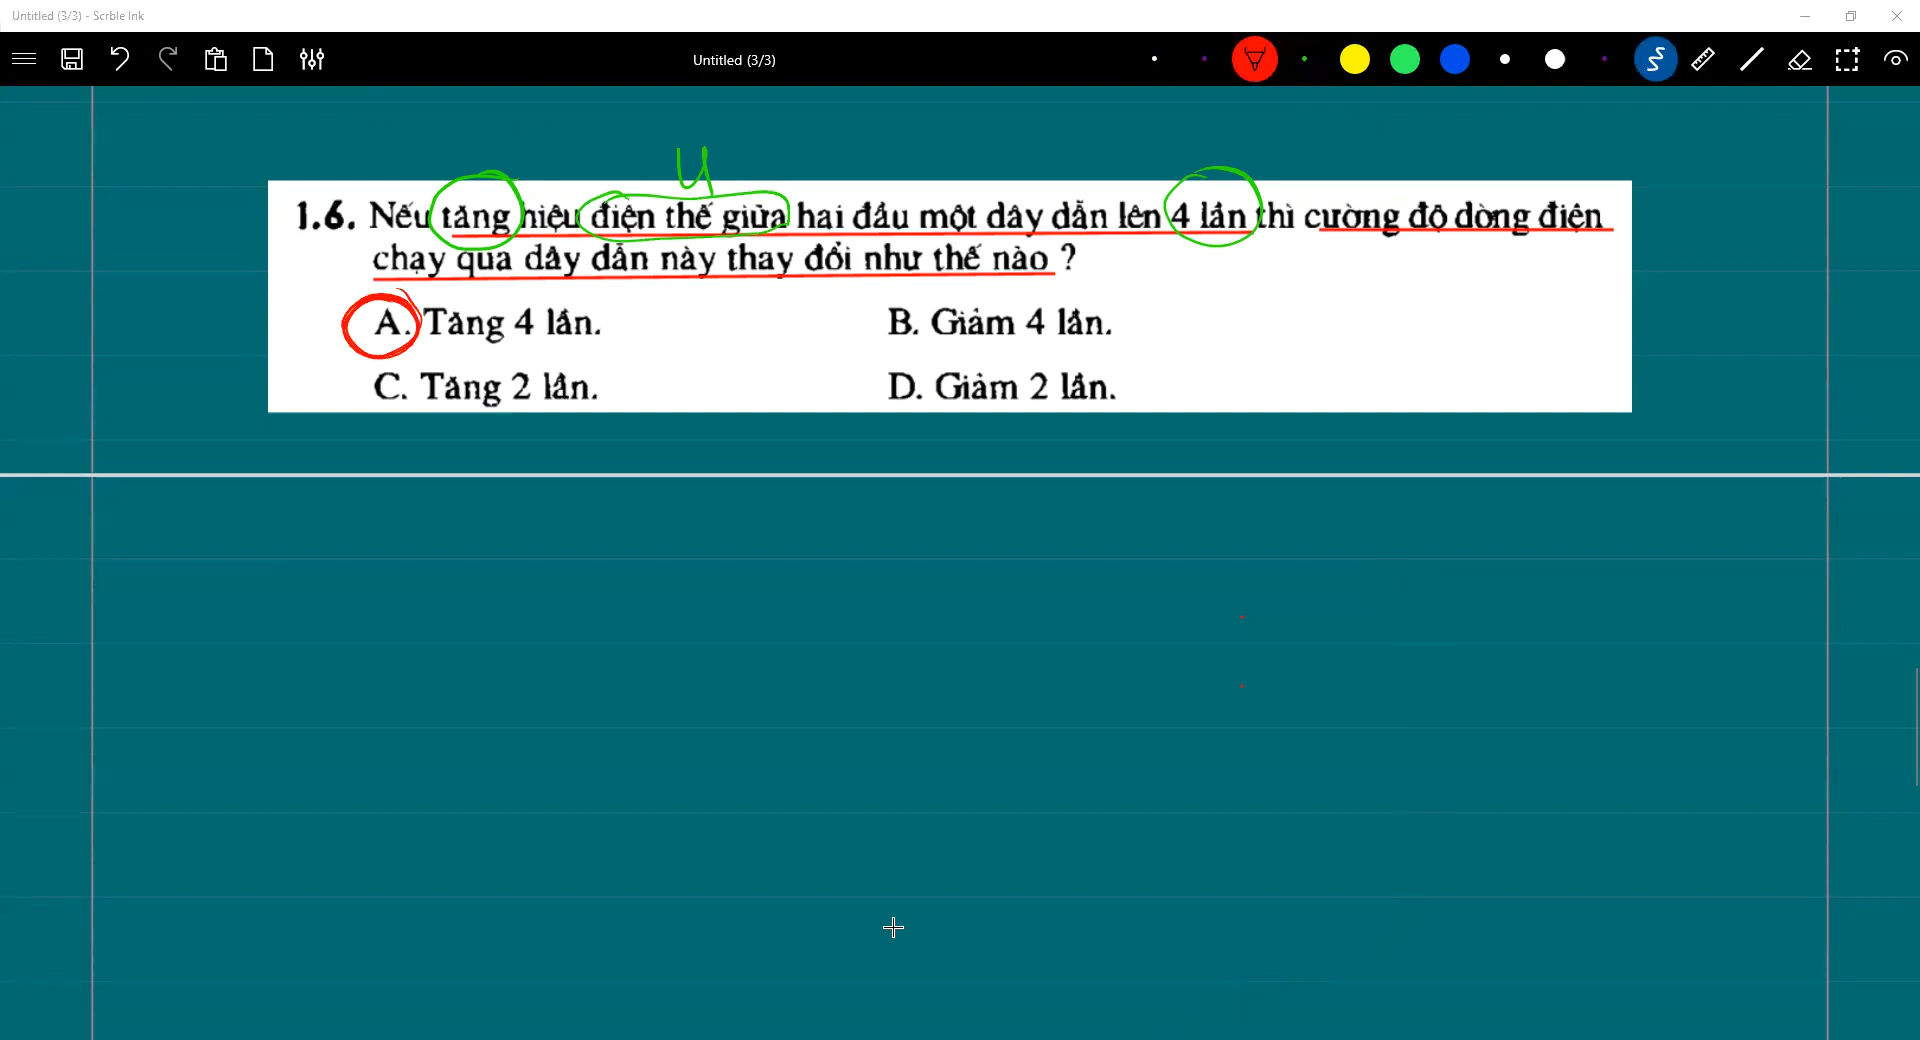 Untitled (3/3) - Scrble Ink
Untitled (3/3)
U
1.6. Nếu tăng hiệu điện thế giữa hai đầu một dây dẫn lên 4 lần thì cường độ dòng điện
chạy qua dây dẫn này thay đổi như thế nào ?
A. Tăng 4 lần.
B. Giảm 4 lần.
C. Tăng 2 lần.
D. Giảm 2 lần.